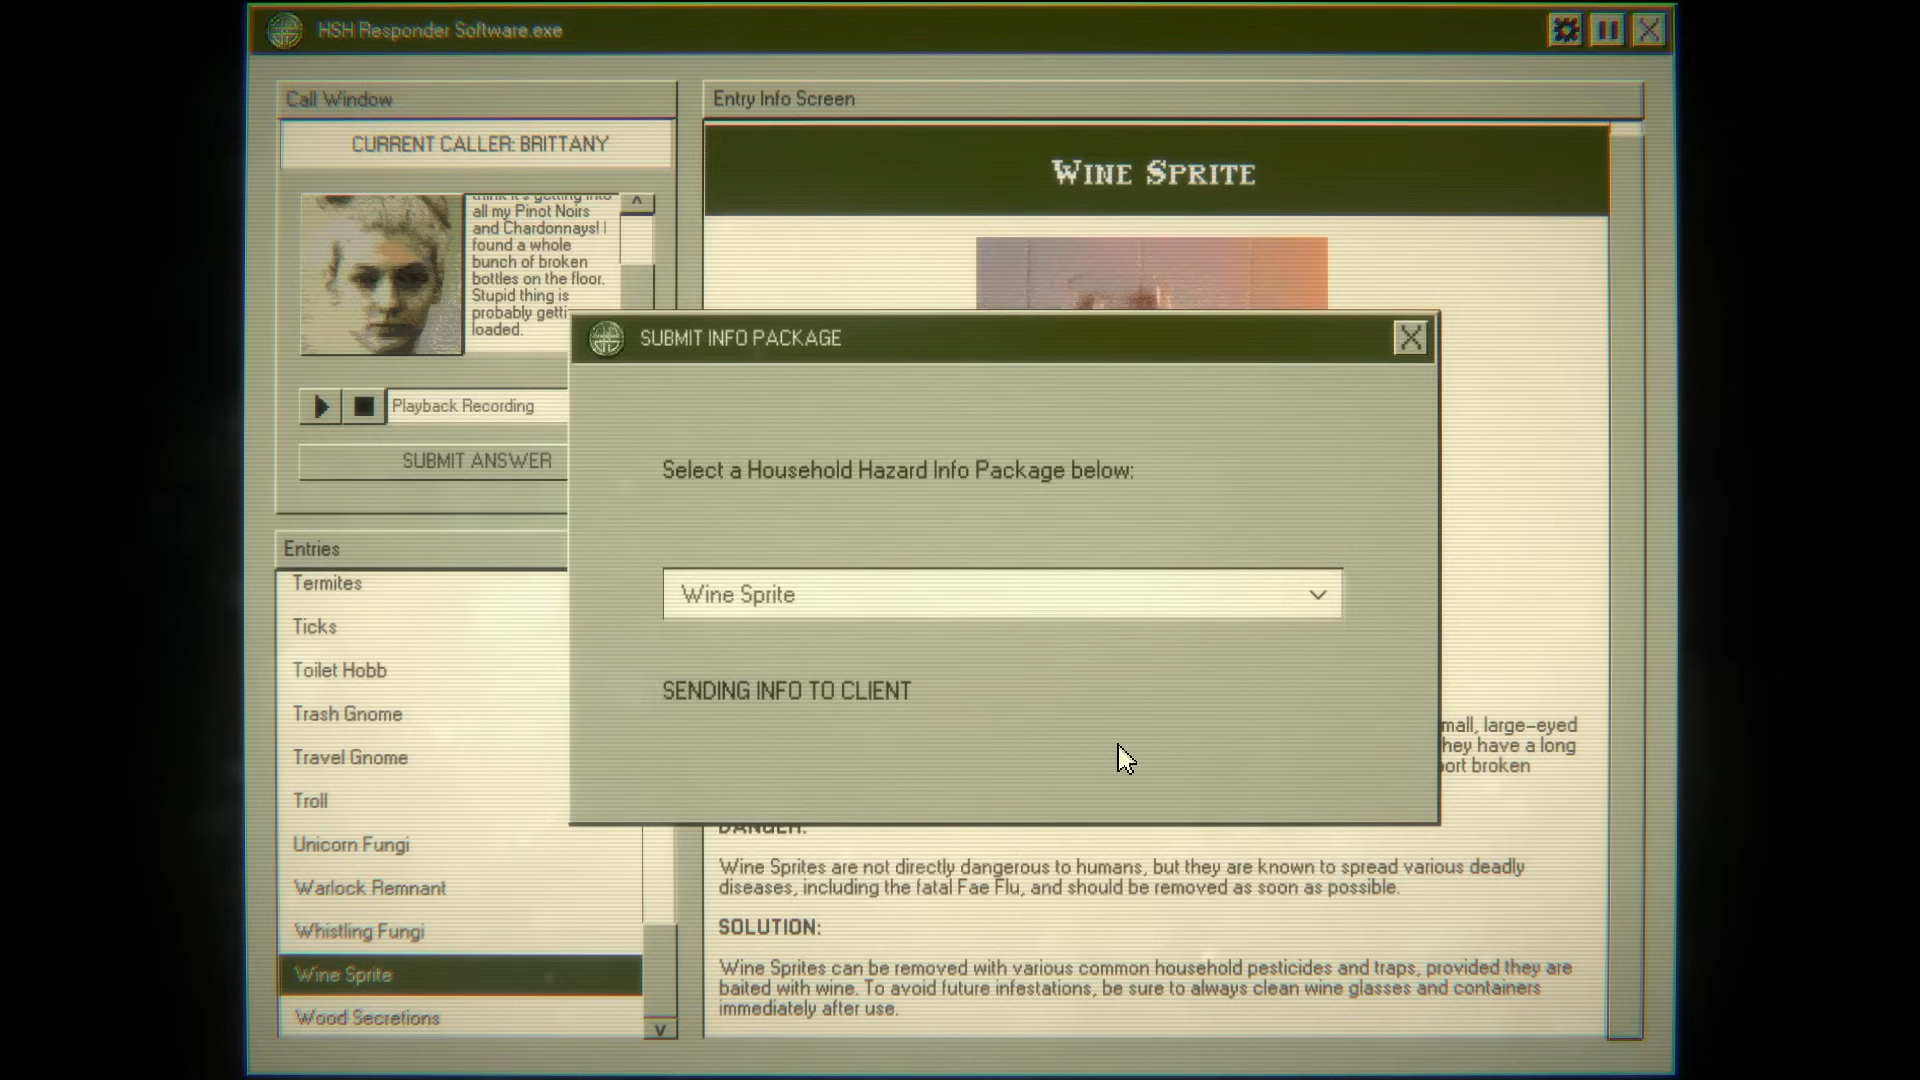 HSH Responder Software.exe
Call Window
CURRENT CALLER: BRITTANY
think it's getting into
all my Pinot Noirs
and Chardonnays! I
found a whole
bunch of broken
bottles on the floor.
Stupid thing is
probably getti
loaded.
Playback Recording
SUBMIT ANSWER
Entries
Termites
Ticks
Toilet Hobb
Trash Gnome
Travel Gnome
Troll
Unicorn Fungi
Warlock Remnant
Whistling Fungi
Wine Sprite
Wood Secretions
Entry Info Screen
WINE SPRITE
mall, large-eyed
hey have a long
ort broken
DANGER:
Wine Sprites are not directly dangerous to humans, but they are known to spread various deadly
diseases, including the fatal Fae Flu, and should be removed as soon as possible.
SOLUTION:
Wine Sprites can be removed with various common household pesticides and traps, provided they are
baited with wine. To avoid future infestations, be sure to always clean wine glasses and containers
immediately after use.
SUBMIT INFO PACKAGE
Select a Household Hazard Info Package below:
Wine Sprite
SENDING INFO TO CLIENT